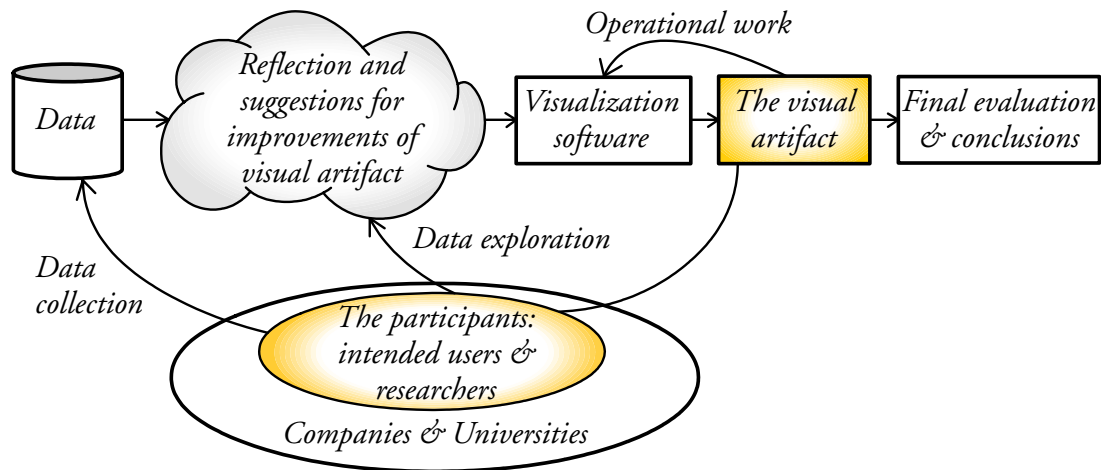 Operational work
Data
Reflection and
suggestions for
improvements of
visual artifact
Visualization
software
The visual
artifact
Final evaluation
& conclusions
Data exploration
Data
collection
The participants:
intended users &
researchers
Companies & Universities